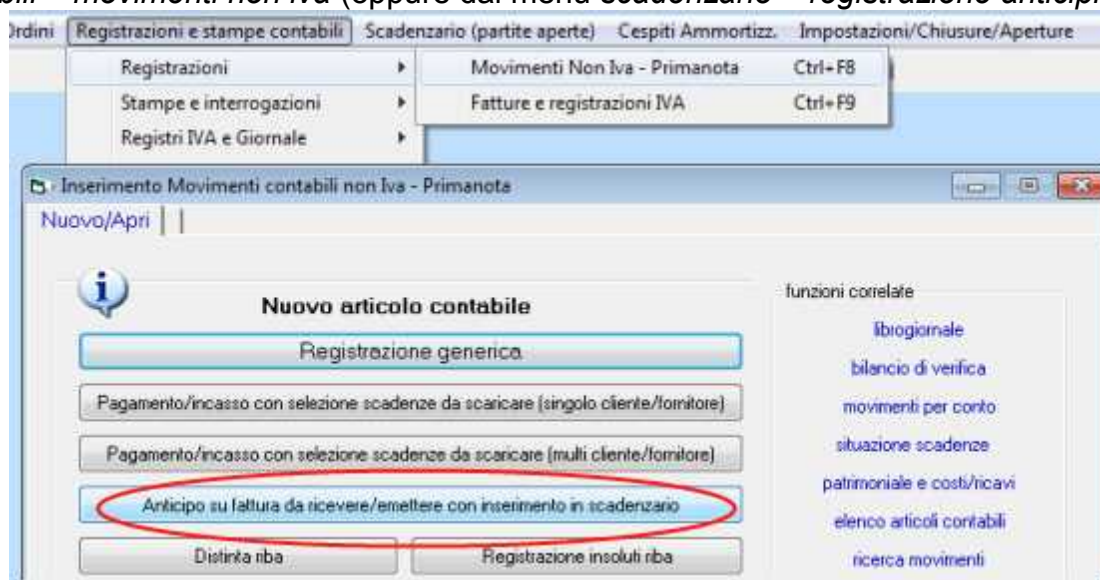 bili – movimenti non iva (oppure dal menu scadenzario – registrazione anticipi
Ordini Registrazioni e stampe contabili Scadenzario (partite aperte) Cespiti Ammortizz. Impostazioni/Chiusure/Aperture
Registrazioni Movimenti Non Iva - Primanota Ctrl+F8
Stampe e interrogazioni Fatture e registrazioni IVA Ctrl+F9
Registri IVA e Giornale
Inserimento Movimenti contabili non Iva - Primanota
Nuovo/Apri
Nuovo articolo contabile
Registrazione generica
Pagamento/incasso con selezione scadenze da scaricare (singolo cliente/fornitore)
Pagamento/incasso con selezione scadenze da scaricare (multi cliente/fornitore)
Anticipo su fattura da ricevere/emettere con inserimento in scadenzario
Distinta riba Registrazione insoluti riba
funzioni correlate
librogiornale
bilancio di verifica
movimenti per conto
situazione scadenze
patrimoniale e costi/ricavi
elenco articoli contabili
ricerca movimenti